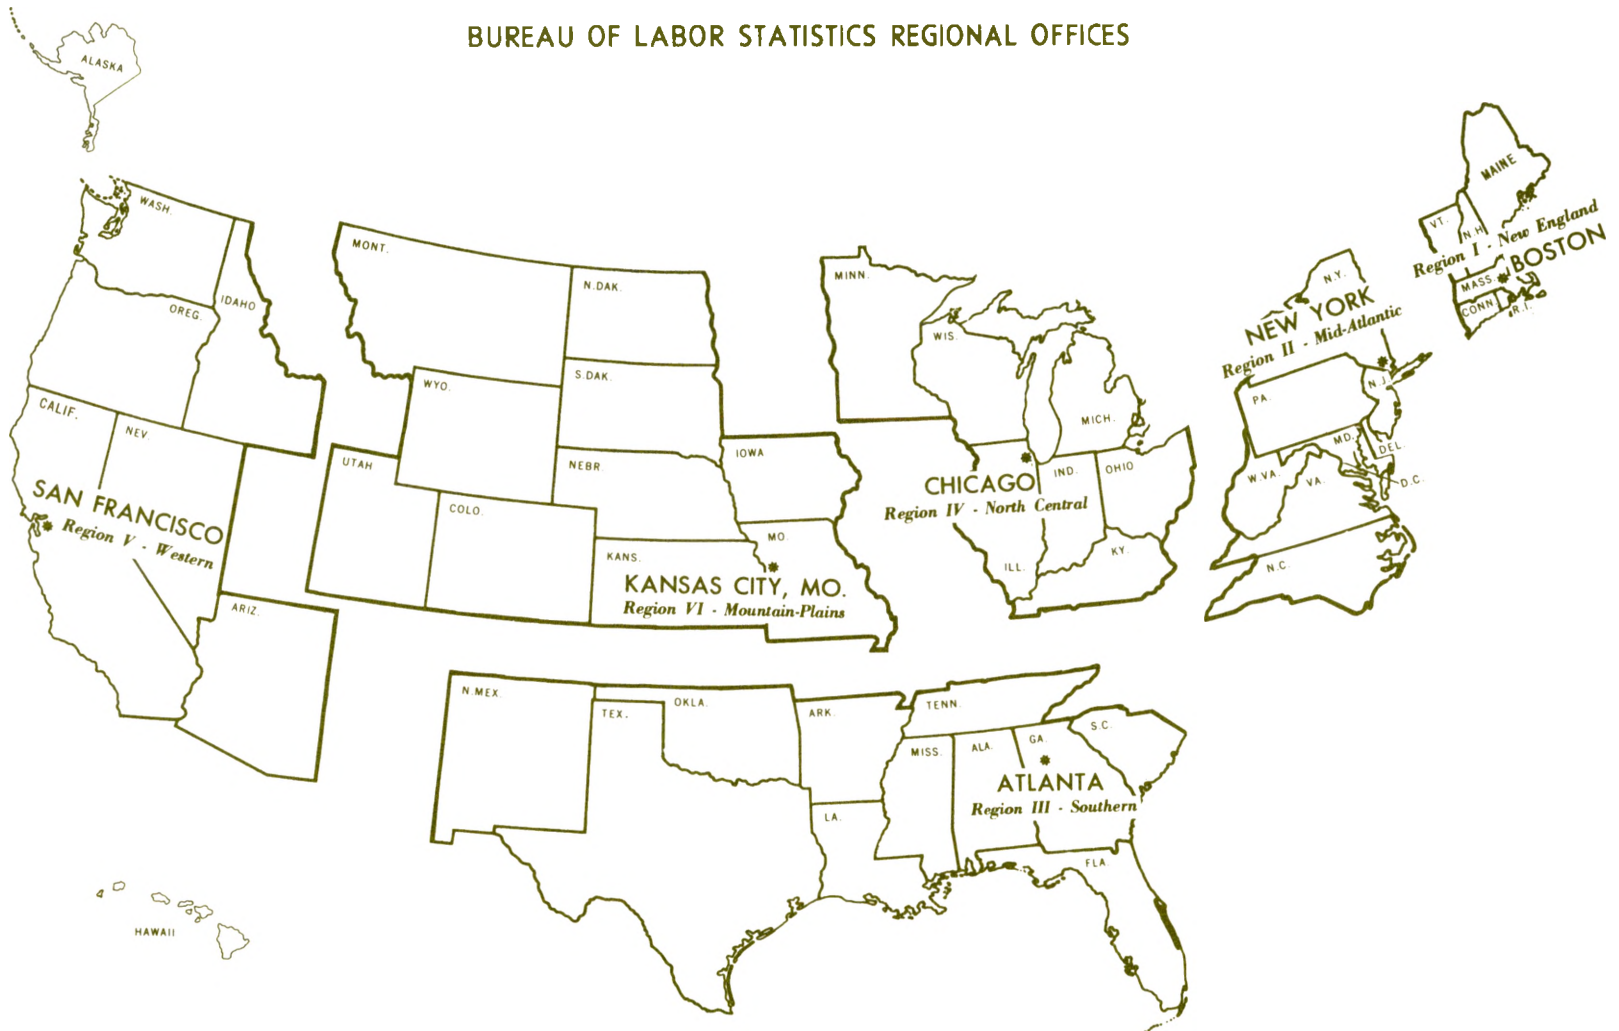 BUREAU OF LABOR STATISTICS REGIONAL OFFICES
ALASKA
WASH.
OREG.
IDAHO
CALIF.
NEV.
SAN FRANCISCO
Region V - Western
ARIZ.
HAWAII
MONT.
N.DAK.
WYO.
S.DAK.
UTAH
COLO.
NEBR.
IOWA
KANS.
MO.
KANSAS CITY, MO.
Region VI - Mountain-Plains
MINN.
WIS.
MICH.
CHICAGO
Region IV - North Central
IND.
OHIO
ILL.
KY.
MAINE
VT.
N.H.
Region I - New England
BOSTON
MASS.
CONN.
R.I.
N.Y.
NEW YORK
Region II - Mid-Atlantic
PA.
N.J.
MD.
DEL.
W.VA.
VA.
D.C.
N.C.
N.MEX.
TEX.
OKLA.
ARK.
TENN.
LA.
MISS.
ALA.
GA.
S.C.
ATLANTA
Region III - Southern
FLA.